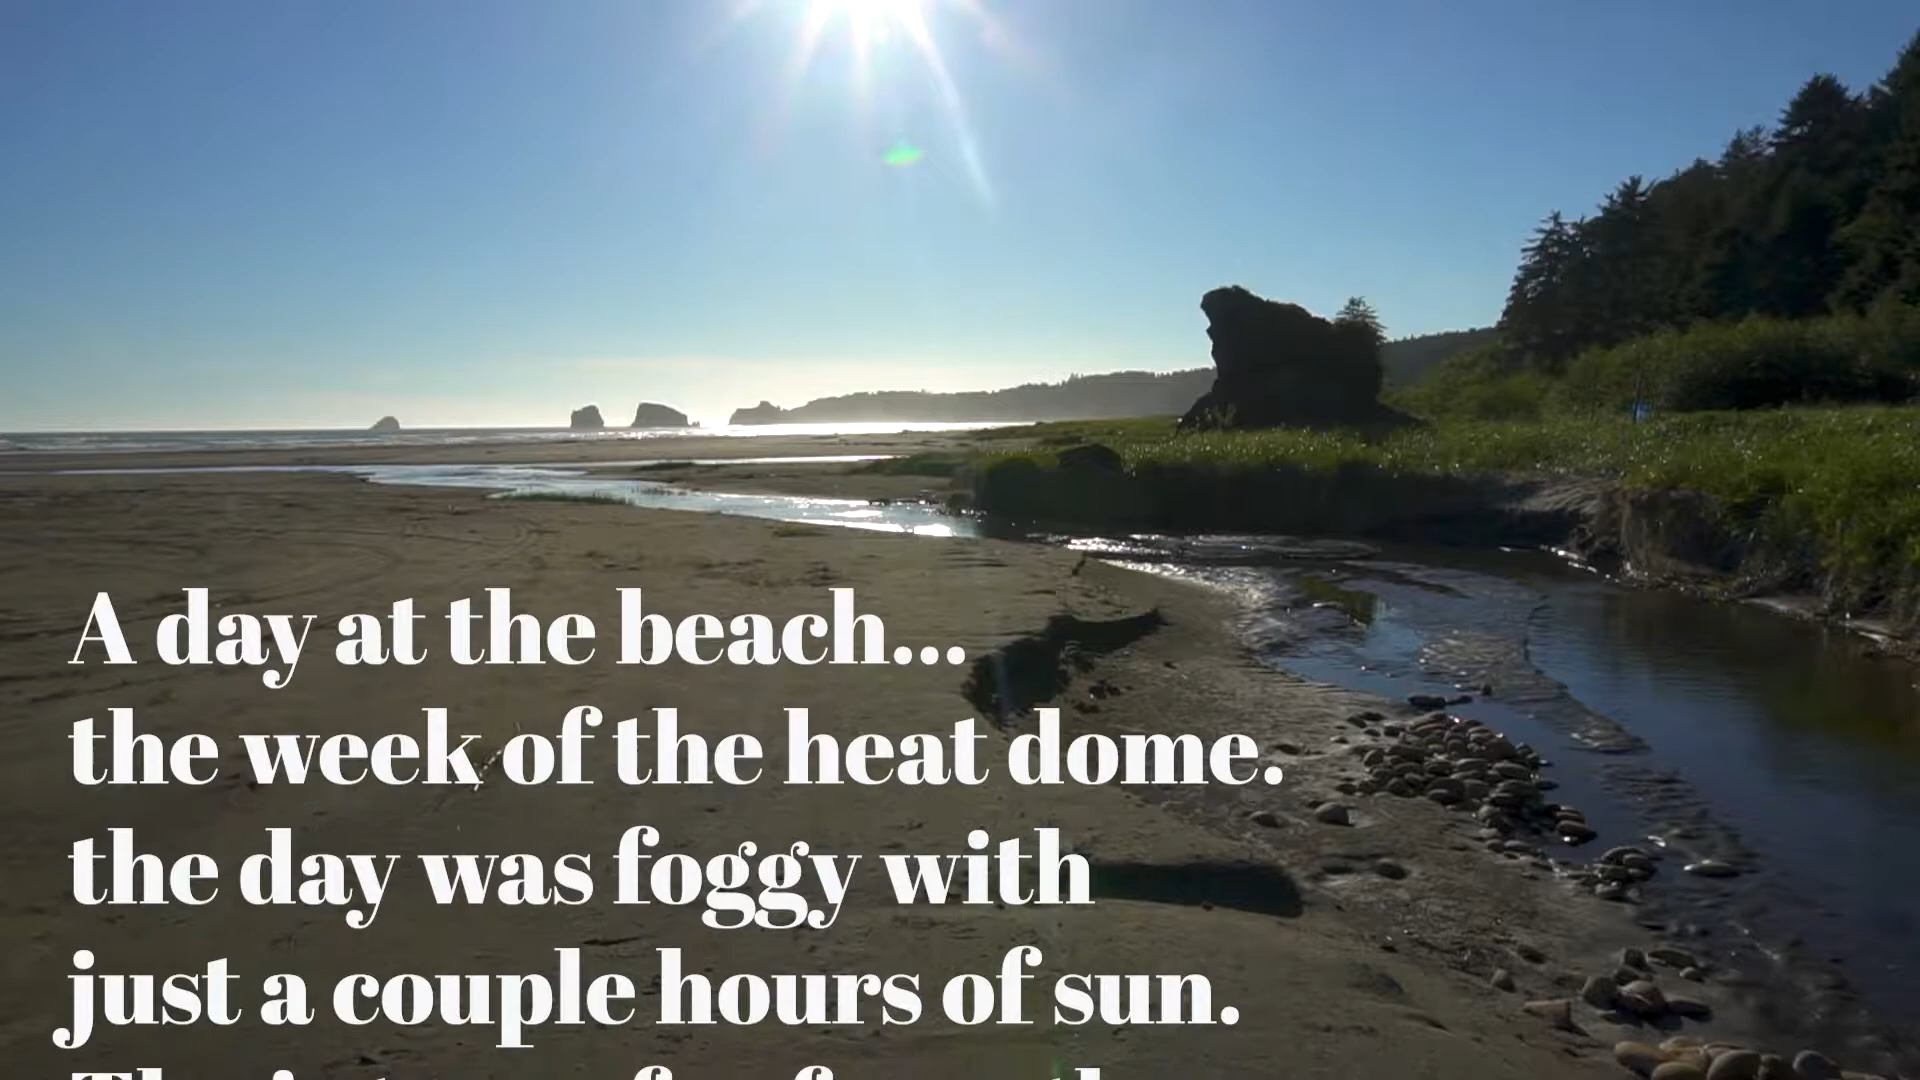 A day at the beach...
the week of the heat dome.
the day was foggy with
just a couple hours of sun.